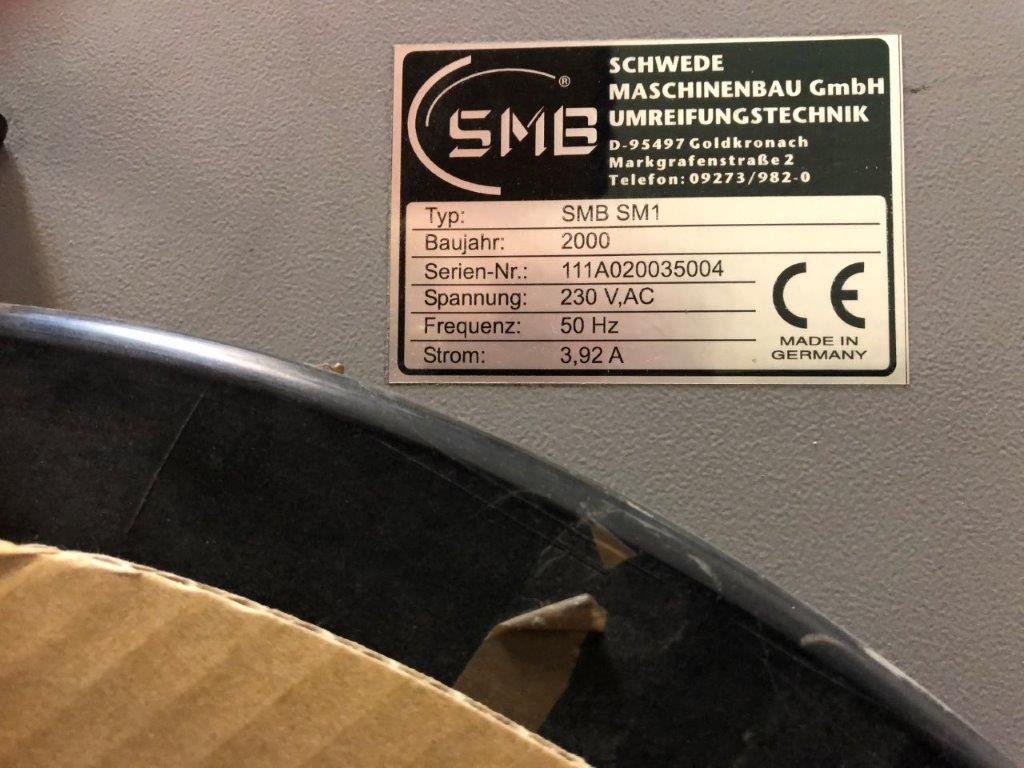 SMB ®
SCHWEDE
MASCHINENBAU GmbH
UMREIFUNGSTECHNIK
D-95497 Goldkronach
Markgrafenstraße 2
Telefon: 09273/982-0
Typ: SMB SM1
Baujahr: 2000
Serien-Nr.: 111A020035004
Spannung: 230 V,AC
Frequenz: 50 Hz
Strom: 3,92 A
CE
MADE IN
GERMANY